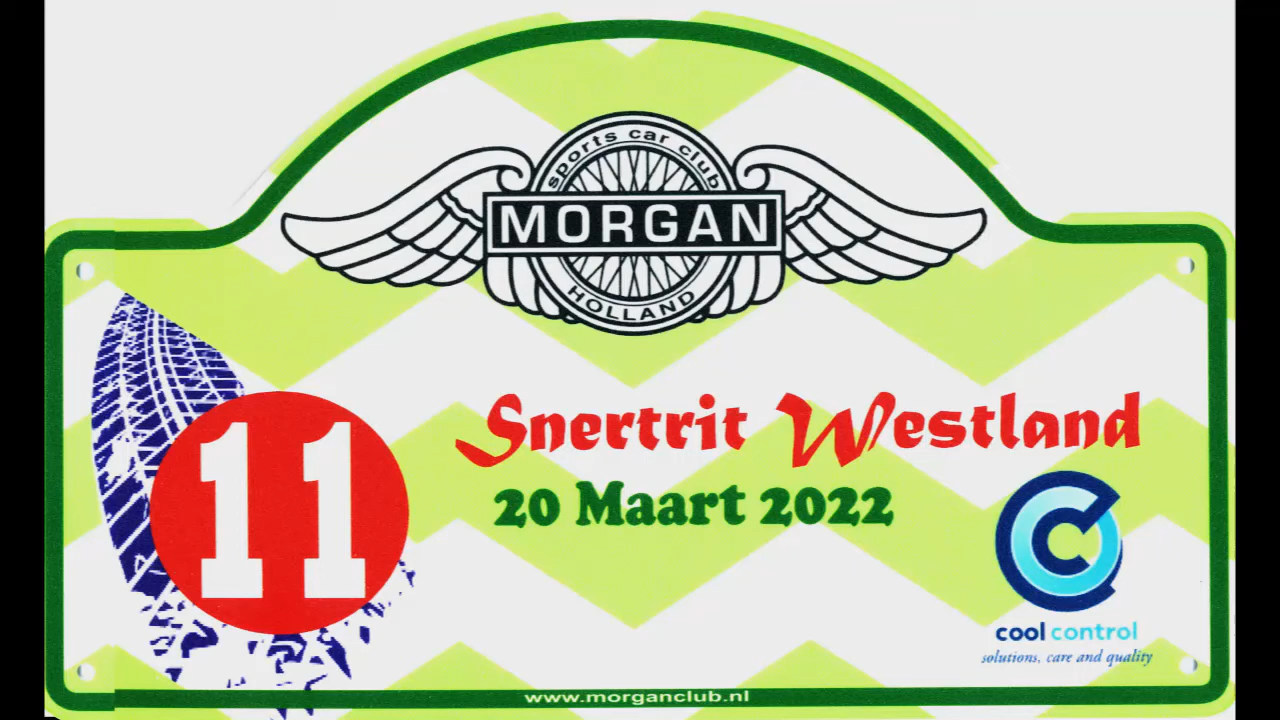 sports car club
MORGAN
HOLLAND
Snertrit Westland
20 Maart 2022
11
cool control
solutions, care and quality
www.morganclub.nl